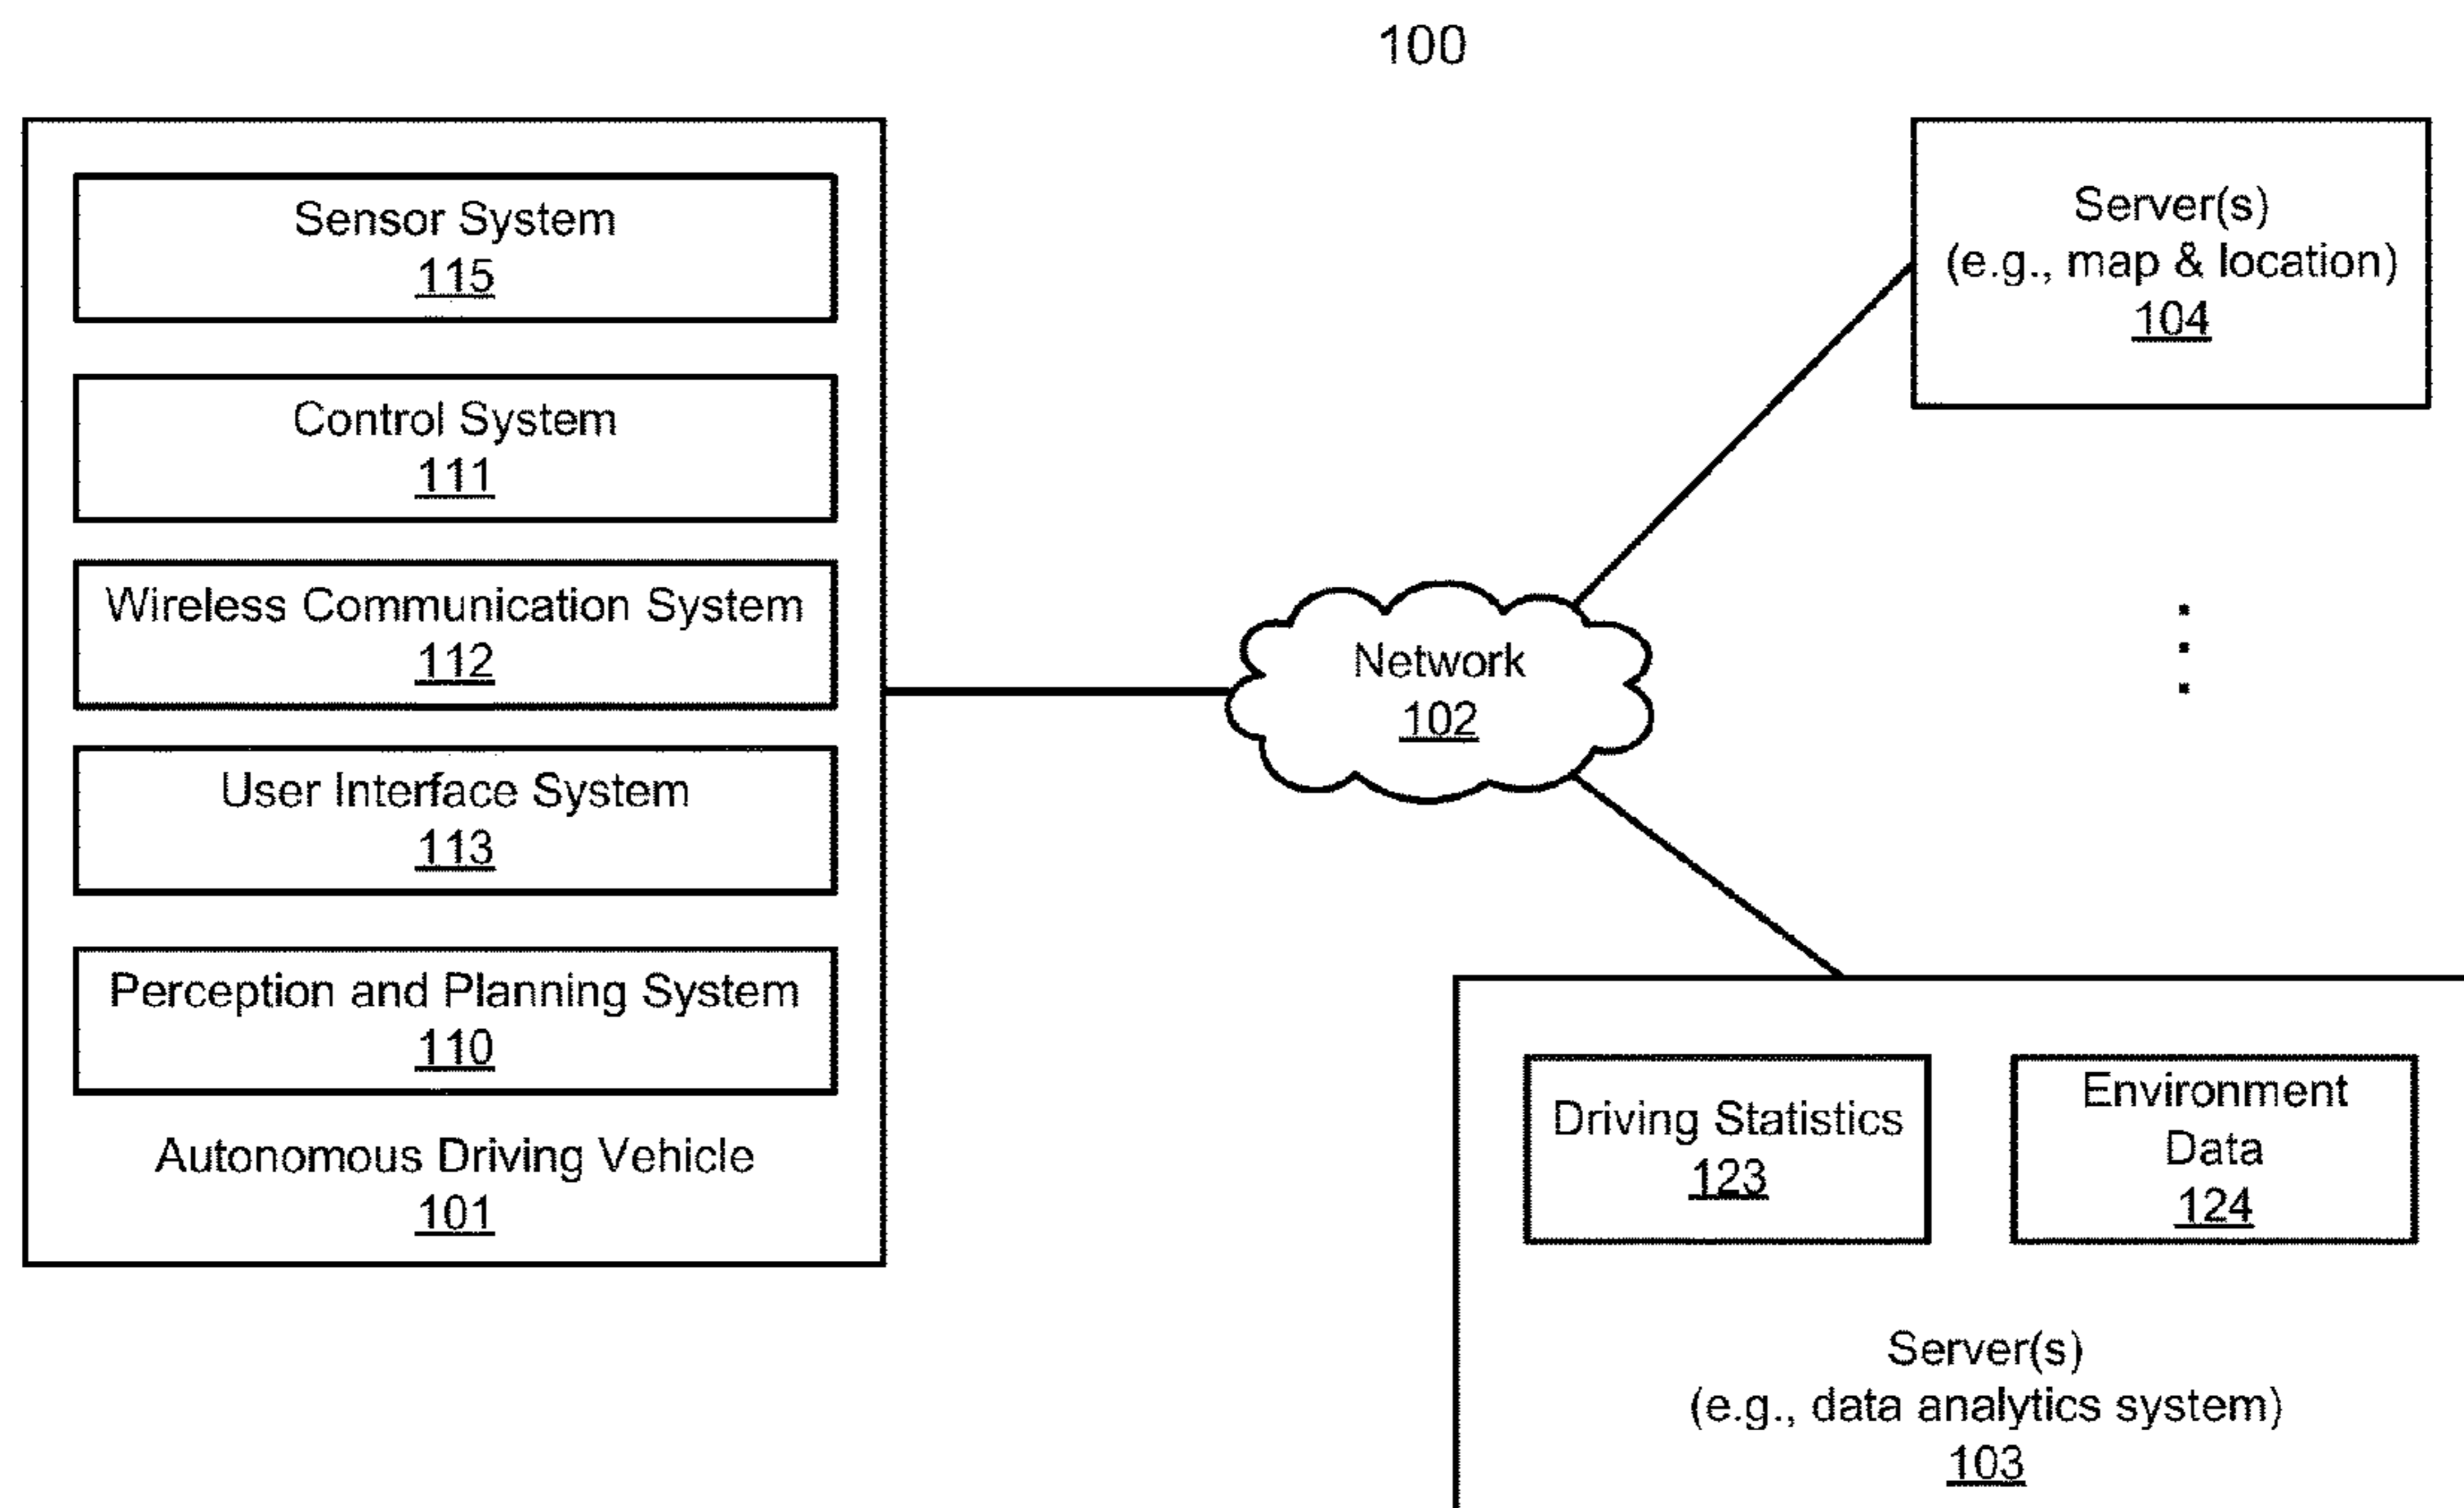 100
Sensor System
115
Control System
111
Wireless Communication System
112
User Interface System
113
Perception and Planning System
110
Autonomous Driving Vehicle
101
Network
102
Server(s)
(e.g., map & location)
104
Driving Statistics
123
Environment
Data
124
Server(s)
(e.g., data analytics system)
103